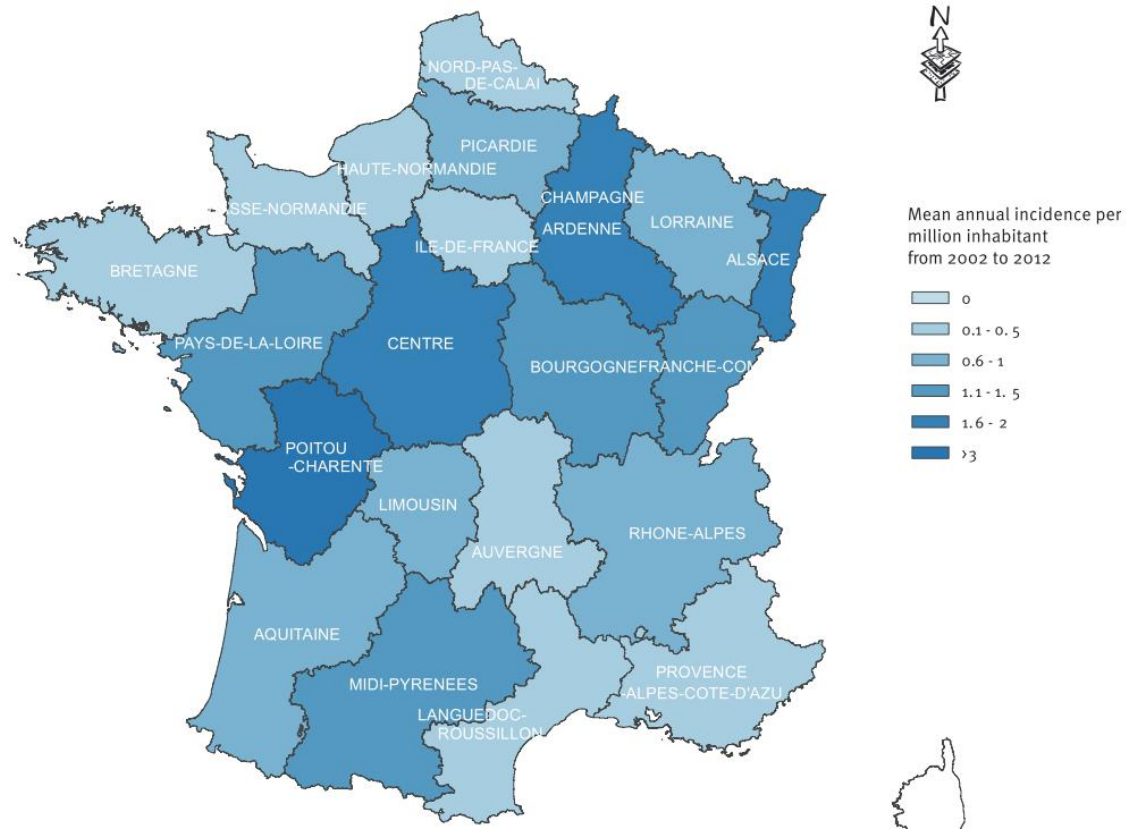 N
NORD-PAS-
DE-CALAI
PICARDIE
HAUTE-NORMANDIE
CHAMPAGNE
ARDENNE
LORRAINE
SSE-NORMANDIE
ILE-DE-FRANCE
ALSACE
BRETAGNE
PAYS-DE-LA-LOIRE
CENTRE
BOURGOGNE
FRANCHE-COM
POITOU
-CHARENTE
LIMOUSIN
AUVERGNE
RHONE-ALPES
AQUITAINE
MIDI-PYRENEES
LANGUEDOC-
ROUSSILLON
PROVENCE
-ALPES-COTE-D'AZU
Mean annual incidence per
million inhabitant
from 2002 to 2012
0
0.1 - 0. 5
0.6 - 1
1.1 - 1. 5
1.6 - 2
>3